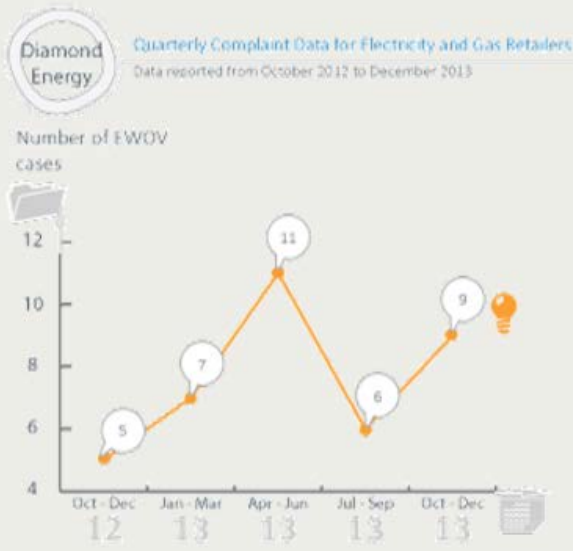 Diamond
Energy
Quarterly Complaint Data for Electricity and Gas Retailers
Data reported from October 2012 to December 2013
Number of EWOV
cases
12
10
8
6
4
5
7
11
6
9
Oct - Dec Jan - Mar Apr - Jun Jul - Sep Oct - Dec
12 13 13 13 13